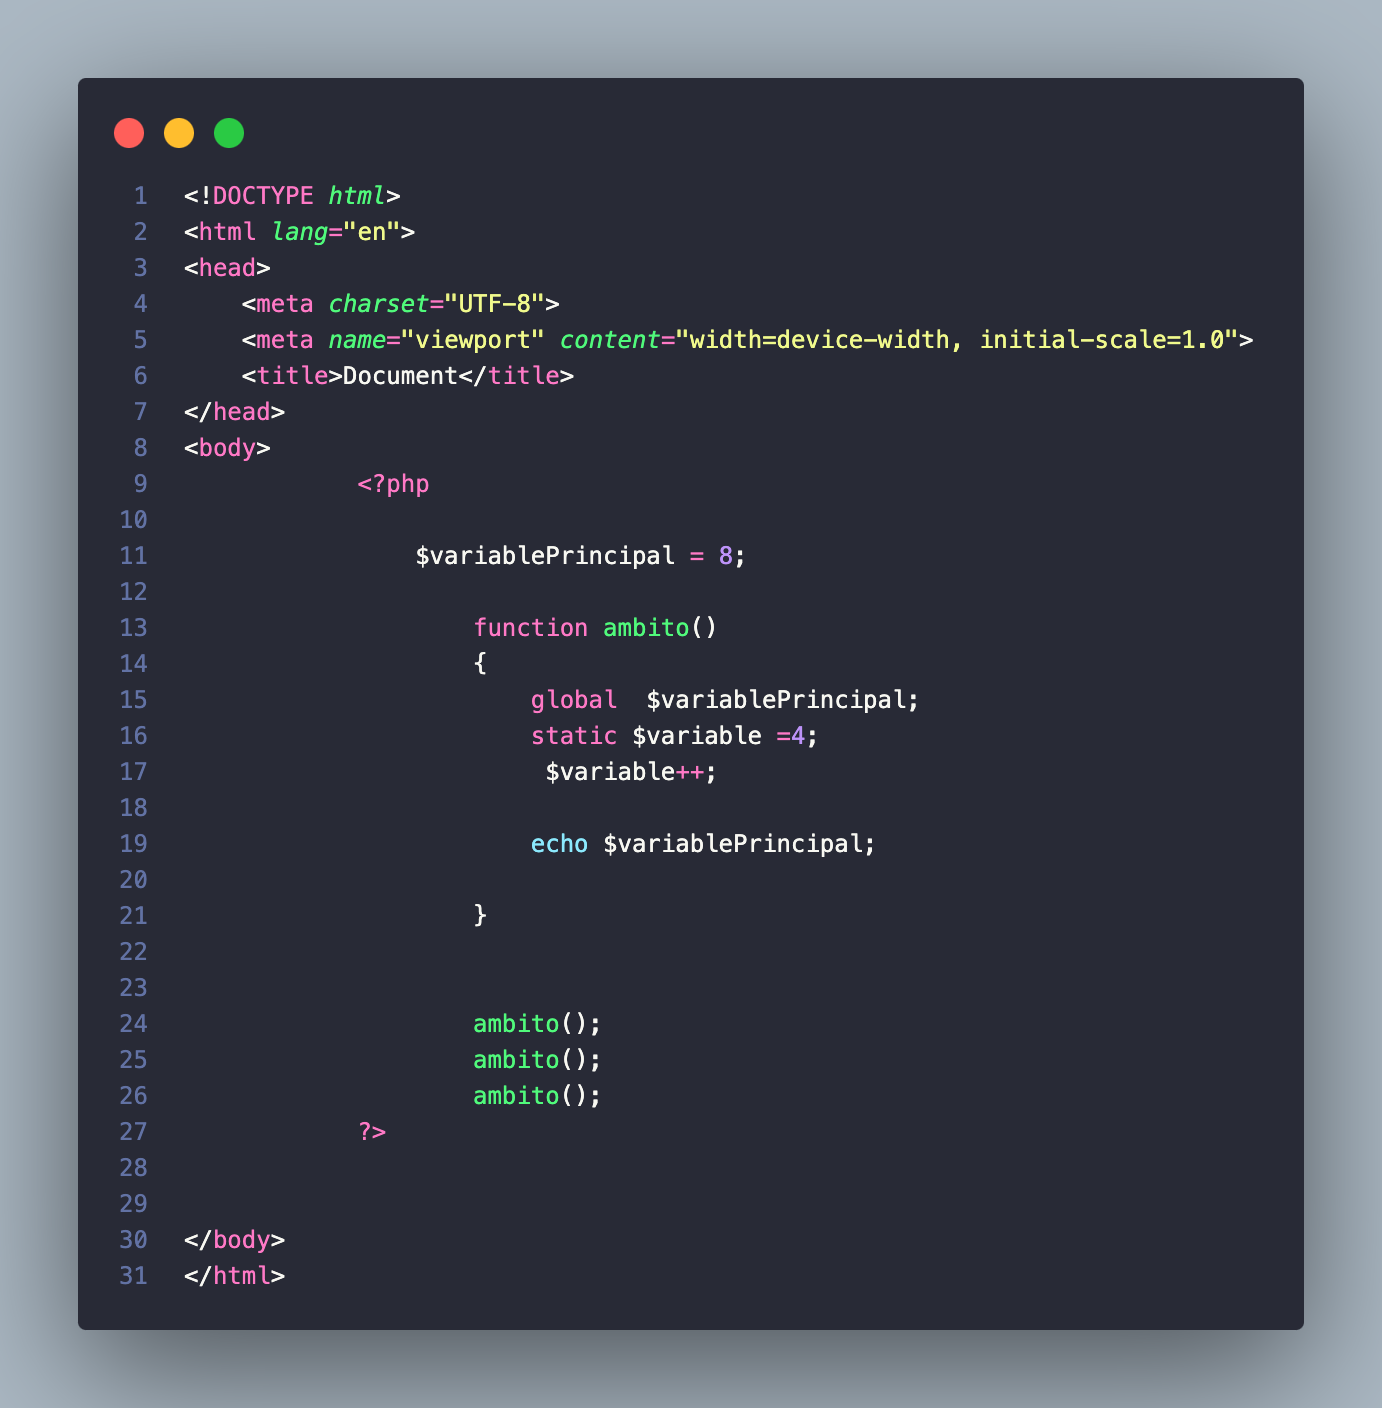 1 <!DOCTYPE html>
2 <html lang="en">
3 <head>
4     <meta charset="UTF-8">
5     <meta name="viewport" content="width=device-width, initial-scale=1.0">
6     <title>Document</title>
7 </head>
8 <body>
9             <?php
10
11                 $variablePrincipal = 8;
12
13                     function ambito()
14                     {
15                         global  $variablePrincipal;
16                         static $variable =4;
17                          $variable++;
18
19                         echo $variablePrincipal;
20
21                     }
22
23
24                     ambito();
25                     ambito();
26                     ambito();
27             ?>
28
29
30 </body>
31 </html>